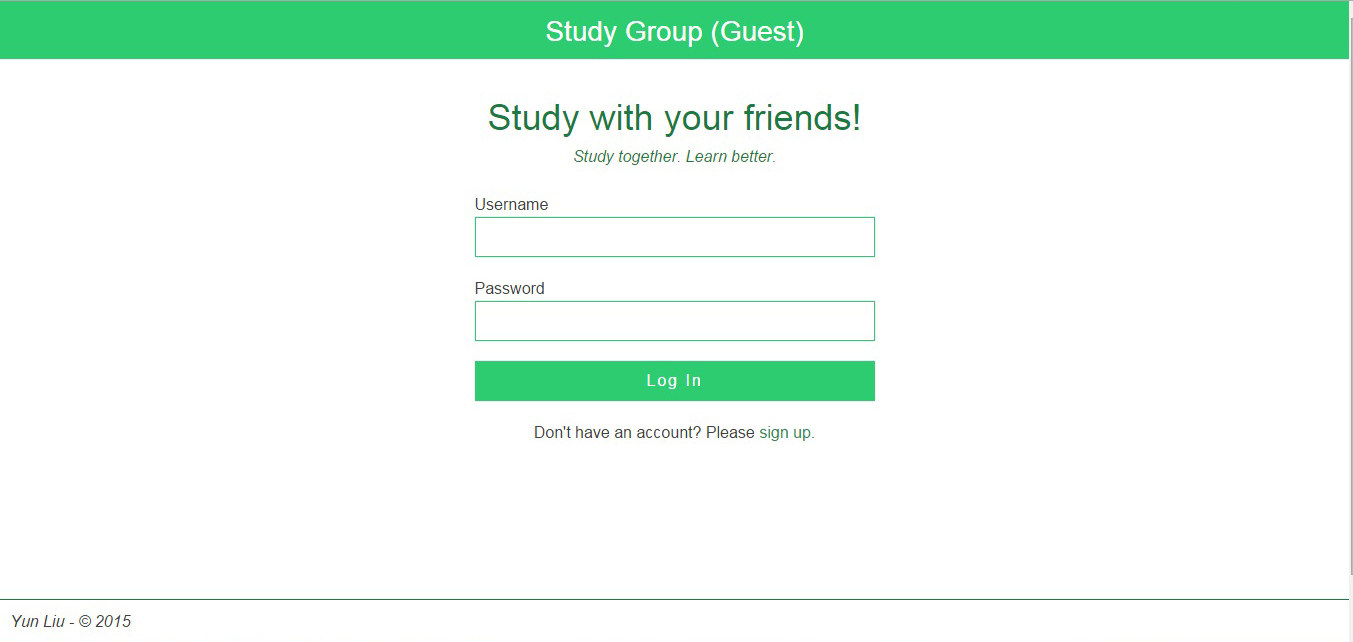 Study Group (Guest)
Study with your friends!
Study together. Learn better.
Username
Password
Log In
Don't have an account? Please sign up.
Yun Liu - © 2015